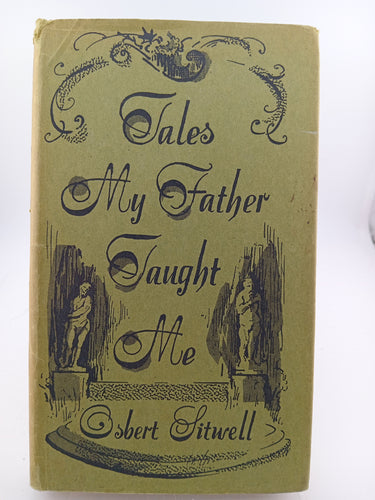 Tales
My Father
Taught
Me
Osbert Sitwell